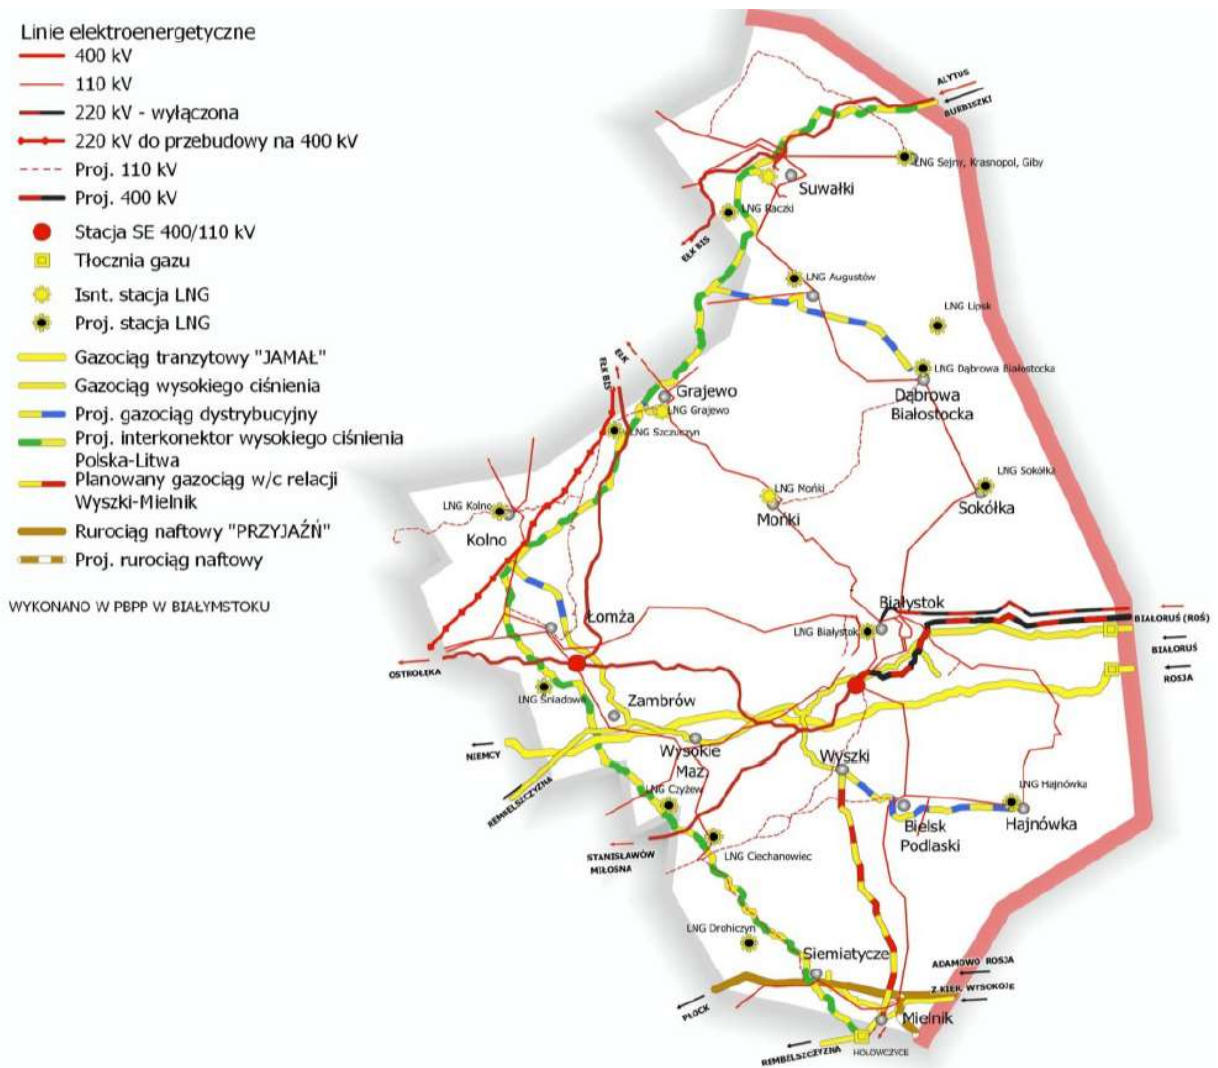 Linie elektroenergetyczne
400 kV
110 kV
220 kV - wyłączona
220 kV do przebudowy na 400 kV
Proj. 110 kV
Proj. 400 kV
Stacja SE 400/110 kV
Tłocznia gazu
Isnt. stacja LNG
Proj. stacja LNG
Gazociąg tranzytowy "JAMAŁ"
Gazociąg wysokiego ciśnienia
Proj. gazociąg dystrybucyjny
Proj. interkonektor wysokiego ciśnienia
Polska-Litwa
Planowany gazociąg w/c relacji
Wyszki-Mielnik
Rurociąg naftowy "PRZYJAŹŃ"
Proj. rurociąg naftowy
WYKONANO W PBPP W BIAŁYMSTOKU
ALYTUS
BURBISZKI
LNG Sejny, Krasnopol, Giby
Suwałki
LNG Raczki
EŁK BIS
LNG Augustów
LNG Lipsk
EŁK
EŁK BIS
LNG Dąbrowa Białostocka
Dąbrowa
Białostocka
Grajewo
LNG Grajewo
LNG Szczuczyn
LNG Sokółka
Sokółka
LNG Mońki
Mońki
LNG Kolno
Kolno
Białystok
LNG Białystok
Łomża
BIAŁORUŚ (ROŚ)
BIAŁORUŚ
ROSJA
OSTROŁĘKA
LNG Śniadowo
Zambrów
NIEMCY
Wysokie
Maz.
Wyszki
REMBELSZCZYZNA
LNG Czyżew
LNG Hajnówka
Hajnówka
Bielsk
Podlaski
STANISŁAWÓW
MIŁOSNA
LNG Ciechanowiec
LNG Drohiczyn
Siemiatycze
ADAMOWO ROSJA
Z KIER. WYSOKOJE
PŁOCK
Mielnik
REMBELSZCZYZNA
HOŁOWCZYCE